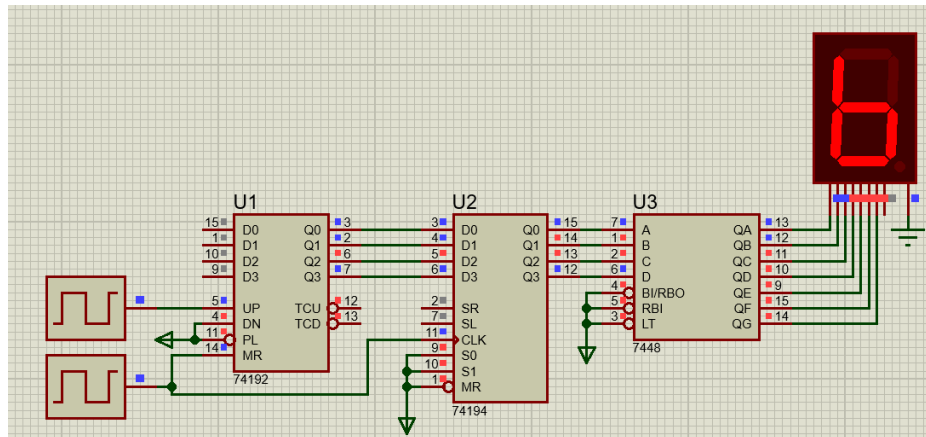 U1
15 D0 Q0 3
1 D1 Q1 2
10 D2 Q2 6
9 D3 Q3 7
5 UP TCU 12
4 DN TCD 13
11 PL
14 MR
74192
U2
3 D0 Q0 15
4 D1 Q1 14
5 D2 Q2 13
6 D3 Q3 12
2 SR
7 SL
11 CLK
9 S0
10 S1
1 MR
74194
U3
7 A QA 13
1 B QB 12
2 C QC 11
6 D QD 10
4 BI/RBO QE 9
5 RBI QF 15
3 LT QG 14
7448
b